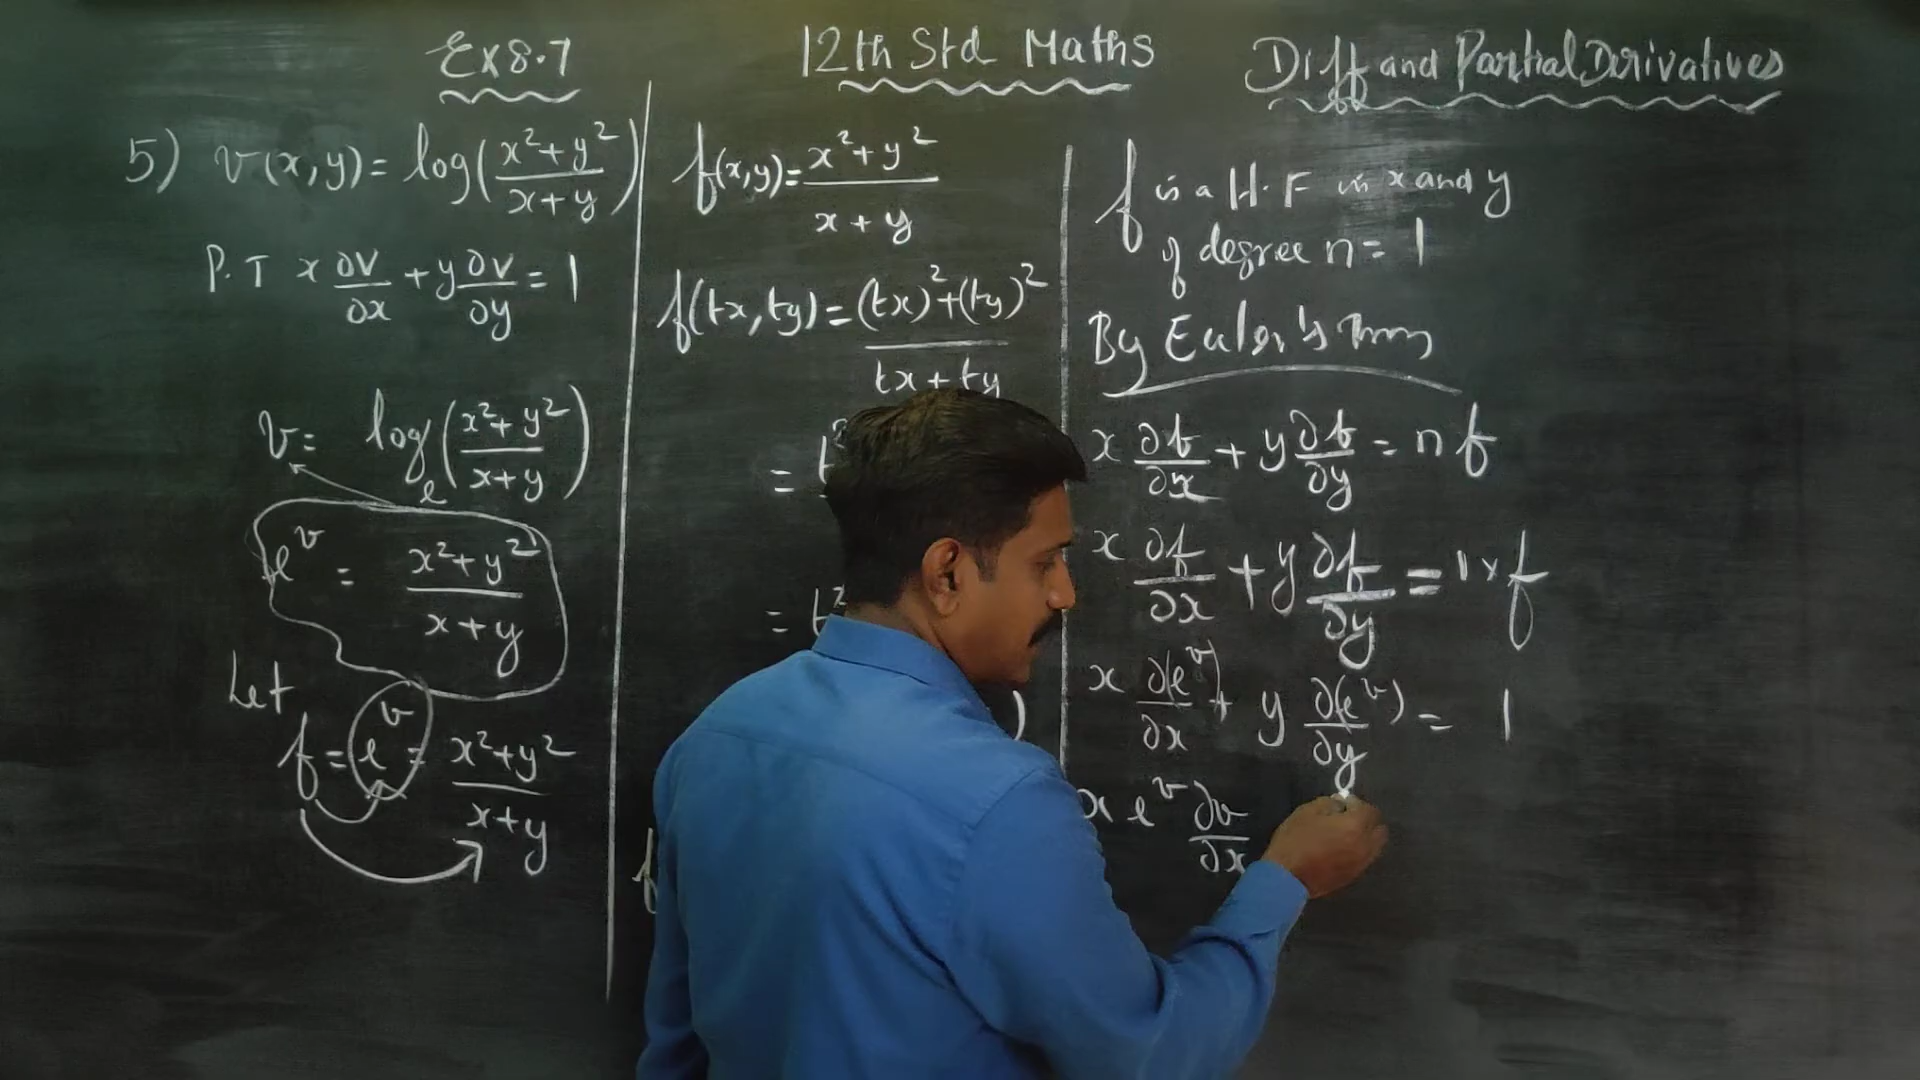 Ex 8.7
12th Std Maths
Diff and Partial Derivatives
5) v(x,y) = log((x²+y²)/(x+y))
P.T x ∂v/∂x + y ∂v/∂y = 1
v = logₑ((x²+y²)/(x+y))
eᵛ = (x²+y²)/(x+y)
Let
f = eᵛ = (x²+y²)/(x+y)
f(x,y) = (x²+y²)/(x+y)
f(tx,ty) = ((tx)²+(ty)²)/(tx+ty)
=
= t²
)
f
f is a H.F in x and y
of degree n = 1
By Euler's
x ∂f/∂x + y ∂f/∂y = n f
x ∂f/∂x + y ∂f/∂y = 1 × f
x ∂(eᵛ)/∂x + y ∂(eᵛ)/∂y = 1
x eᵛ ∂v/∂x